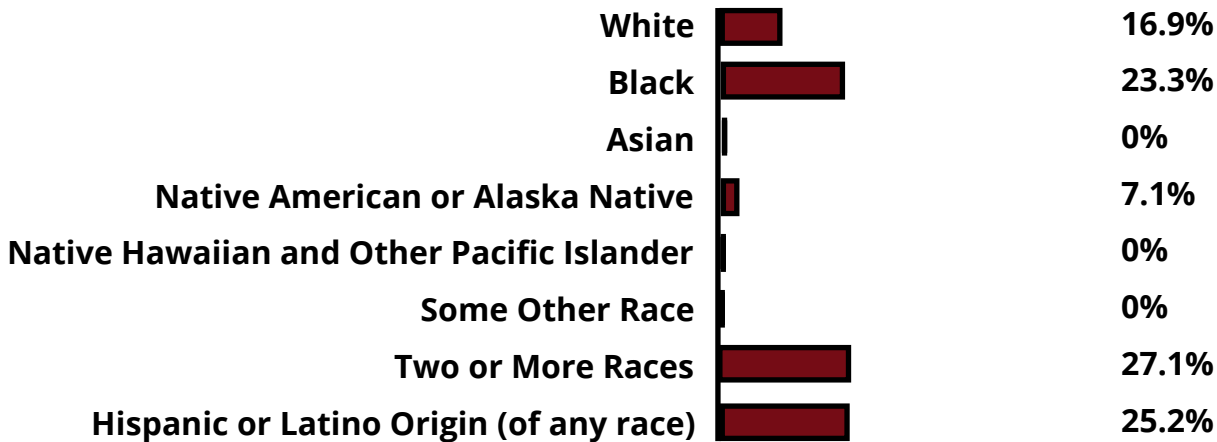 White 16.9%
Black 23.3%
Asian 0%
Native American or Alaska Native 7.1%
Native Hawaiian and Other Pacific Islander 0%
Some Other Race 0%
Two or More Races 27.1%
Hispanic or Latino Origin (of any race) 25.2%